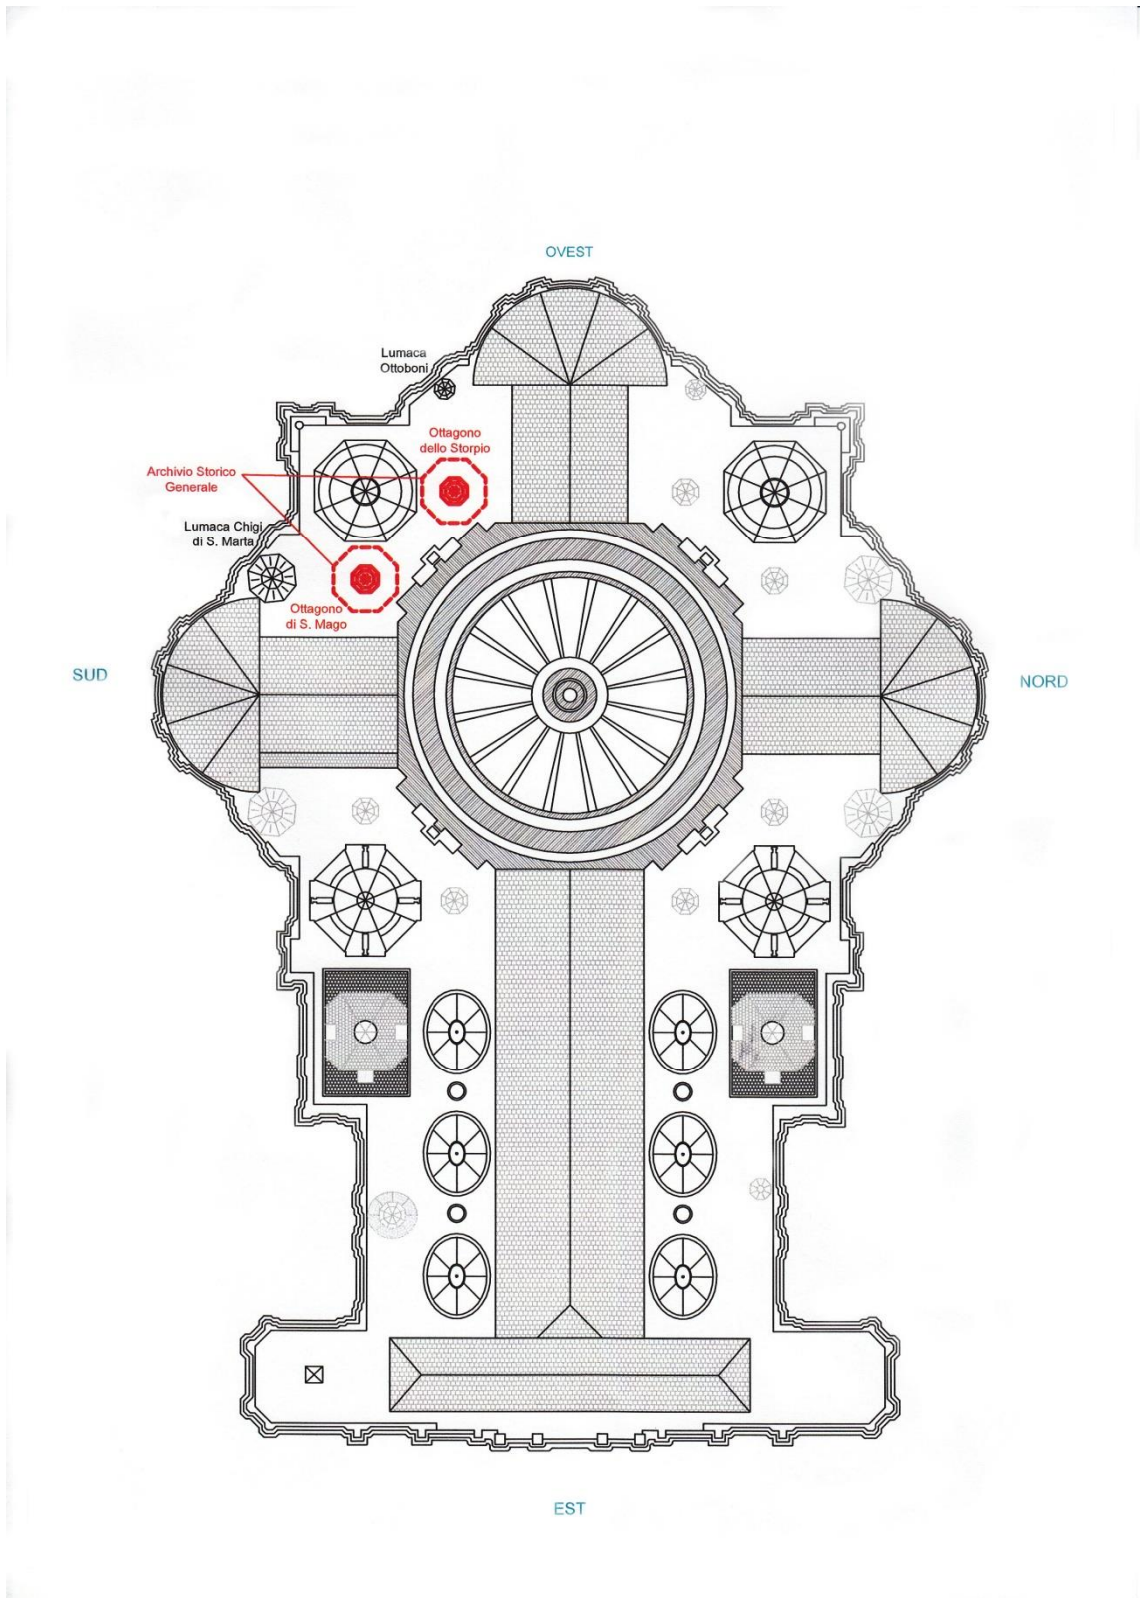 OVEST
Lumaca
Ottoboni
Ottagono
dello Storpio
Archivio Storico
Generale
Lumaca Chigi
di S. Marta
Ottagono
di S. Mago
SUD
NORD
EST